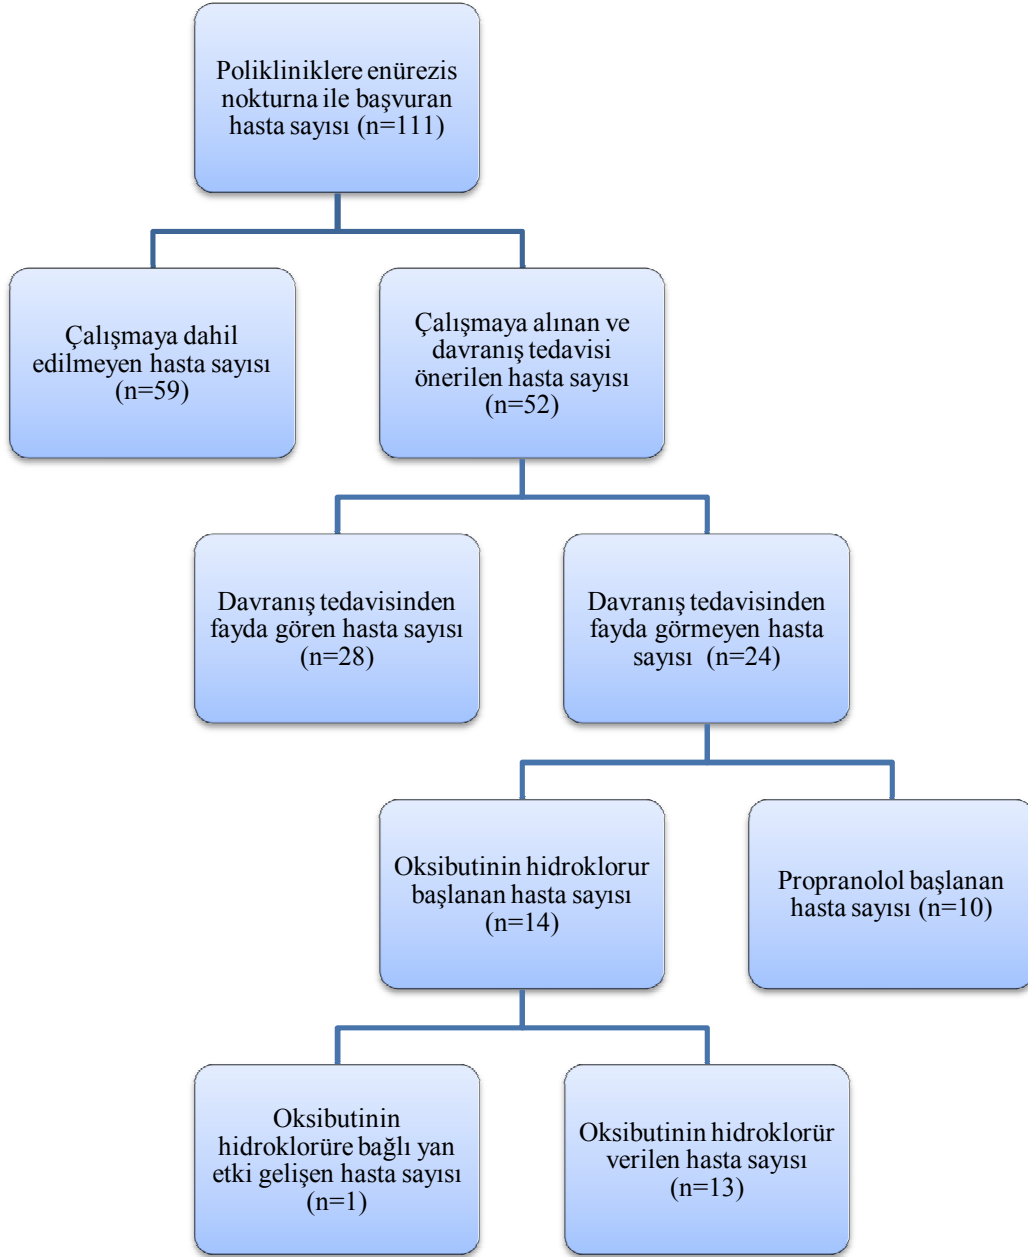 Polikliniklere enürezis
nokturna ile başvuran
hasta sayısı (n=111)
Çalışmaya dahil
edilmeyen hasta sayısı
(n=59)
Çalışmaya alınan ve
davranış tedavisi
önerilen hasta sayısı
(n=52)
Davranış tedavisinden
fayda gören hasta sayısı
(n=28)
Davranış tedavisinden
fayda görmeyen hasta
sayısı (n=24)
Oksibutinin hidroklorur
başlanan hasta sayısı
(n=14)
Propranolol başlanan
hasta sayısı (n=10)
Oksibutinin
hidroklorüre bağlı yan
etki gelişen hasta sayısı
(n=1)
Oksibutinin hidroklorür
verilen hasta sayısı
(n=13)